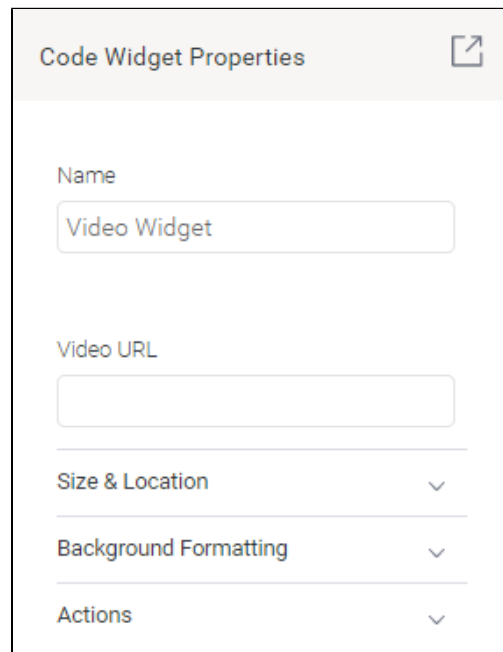 Code Widget Properties
Name
Video Widget
Video URL
Size & Location
Background Formatting
Actions